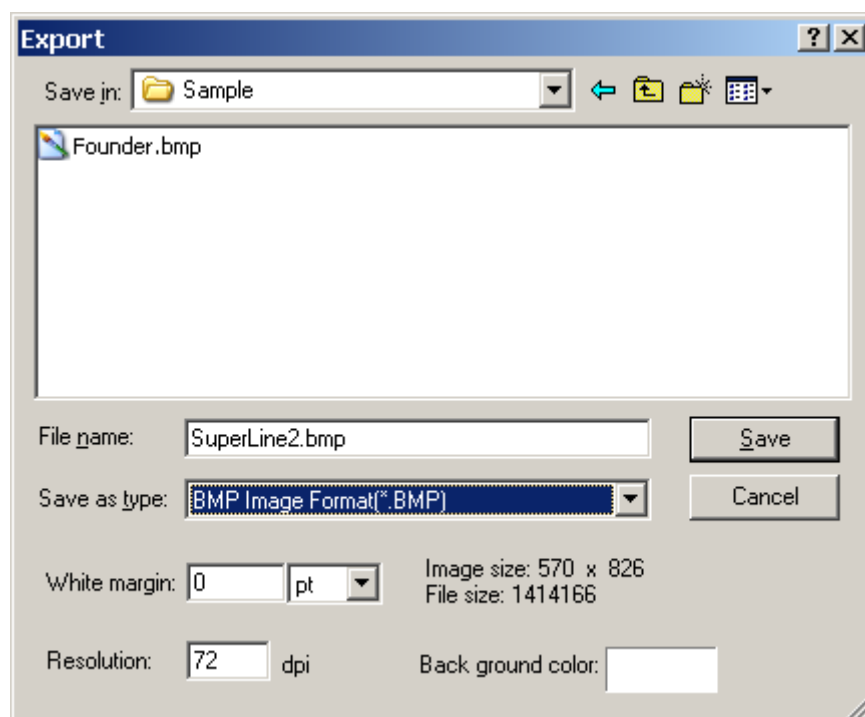 Export
Save in: Sample
Founder.bmp
File name: SuperLine2.bmp Save
Save as type: BMP Image Format(*.BMP) Cancel
White margin: 0 pt Image size: 570 x 826
File size: 1414166
Resolution: 72 dpi Back ground color: